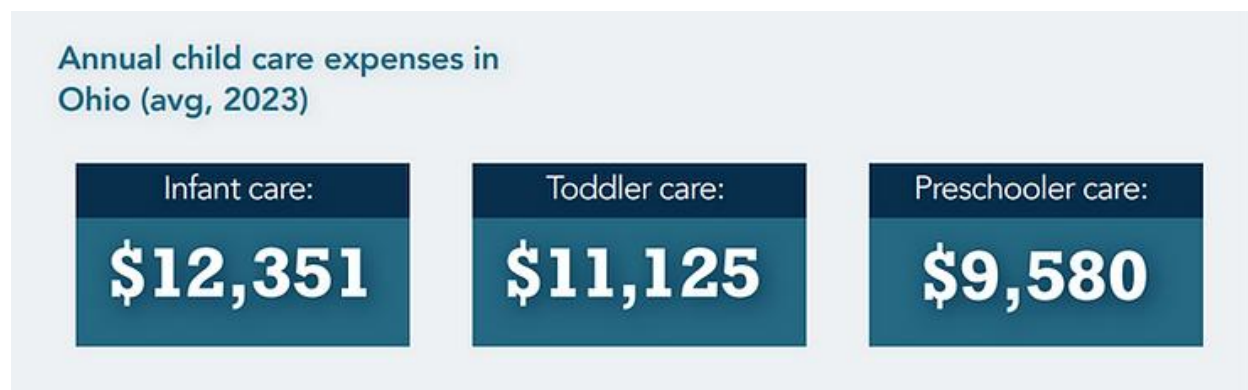 Annual child care expenses in
Ohio (avg, 2023)
Infant care:
$12,351
Toddler care:
$11,125
Preschooler care:
$9,580